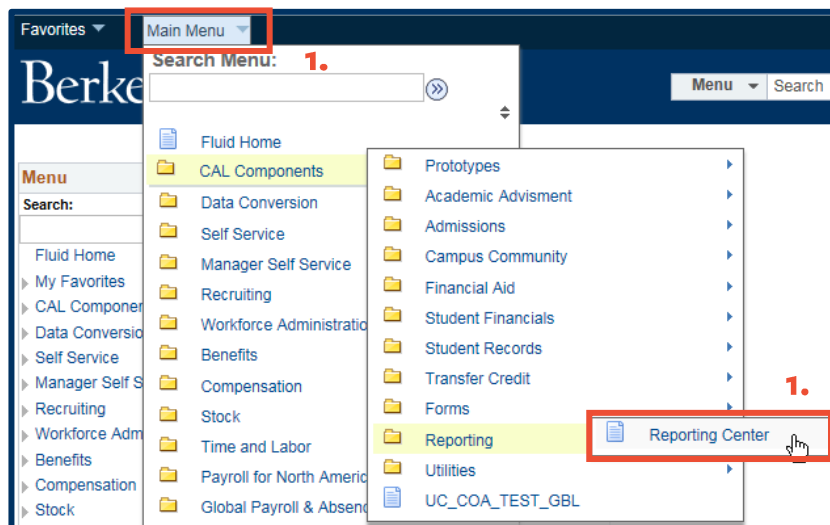 Favorites
Main Menu
Search Menu:
1.
Berke
Menu
Search
Menu
Search:
Fluid Home
My Favorites
CAL Componen
Data Conversio
Self Service
Manager Self S
Recruiting
Workforce Adm
Benefits
Compensation
Stock
Fluid Home
CAL Components
Data Conversion
Self Service
Manager Self Service
Recruiting
Workforce Administratio
Benefits
Compensation
Stock
Time and Labor
Payroll for North Americ
Global Payroll & Absenc
Prototypes
Academic Advisment
Admissions
Campus Community
Financial Aid
Student Financials
Student Records
Transfer Credit
Forms
Reporting
Utilities
UC_COA_TEST_GBL
1.
Reporting Center